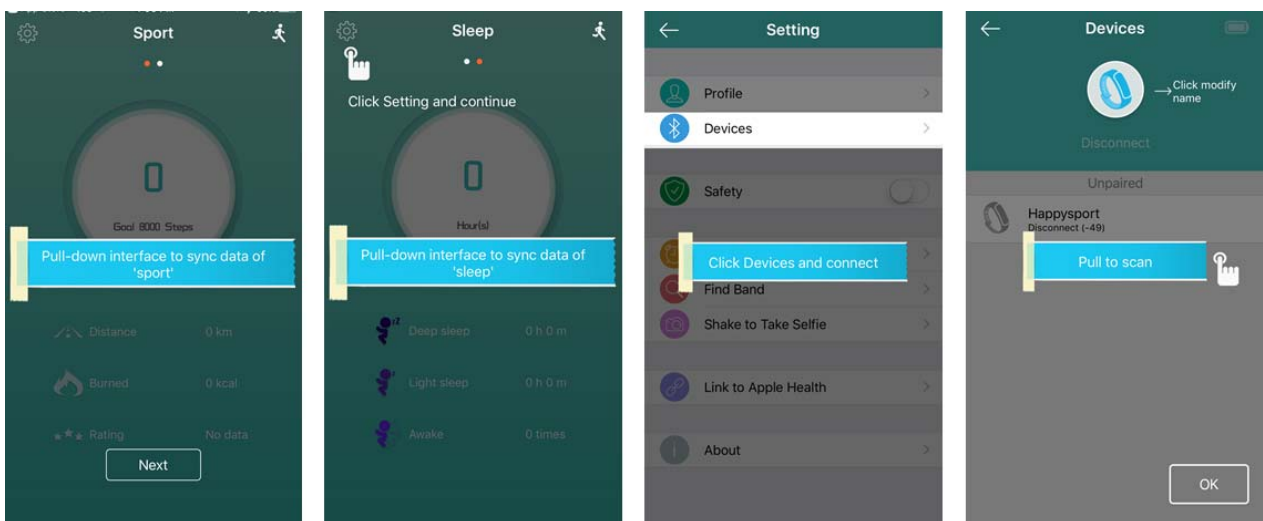 Sport
0
Goal 8000 Steps
Pull-down interface to sync data of
'sport'
Distance 0 km
Burned 0 kcal
Rating No data
Next
Sleep
Click Setting and continue
0
Hour(s)
Pull-down interface to sync data of
'sleep'
Deep sleep 0 h 0 m
Light sleep 0 h 0 m
Awake 0 times
Setting
Profile
Devices
Safety
Click Devices and connect
Find Band
Shake to Take Selfie
Link to Apple Health
About
Devices
Click modify
name
Disconnect
Unpaired
Happysport
Disconnect (-49)
Pull to scan
OK